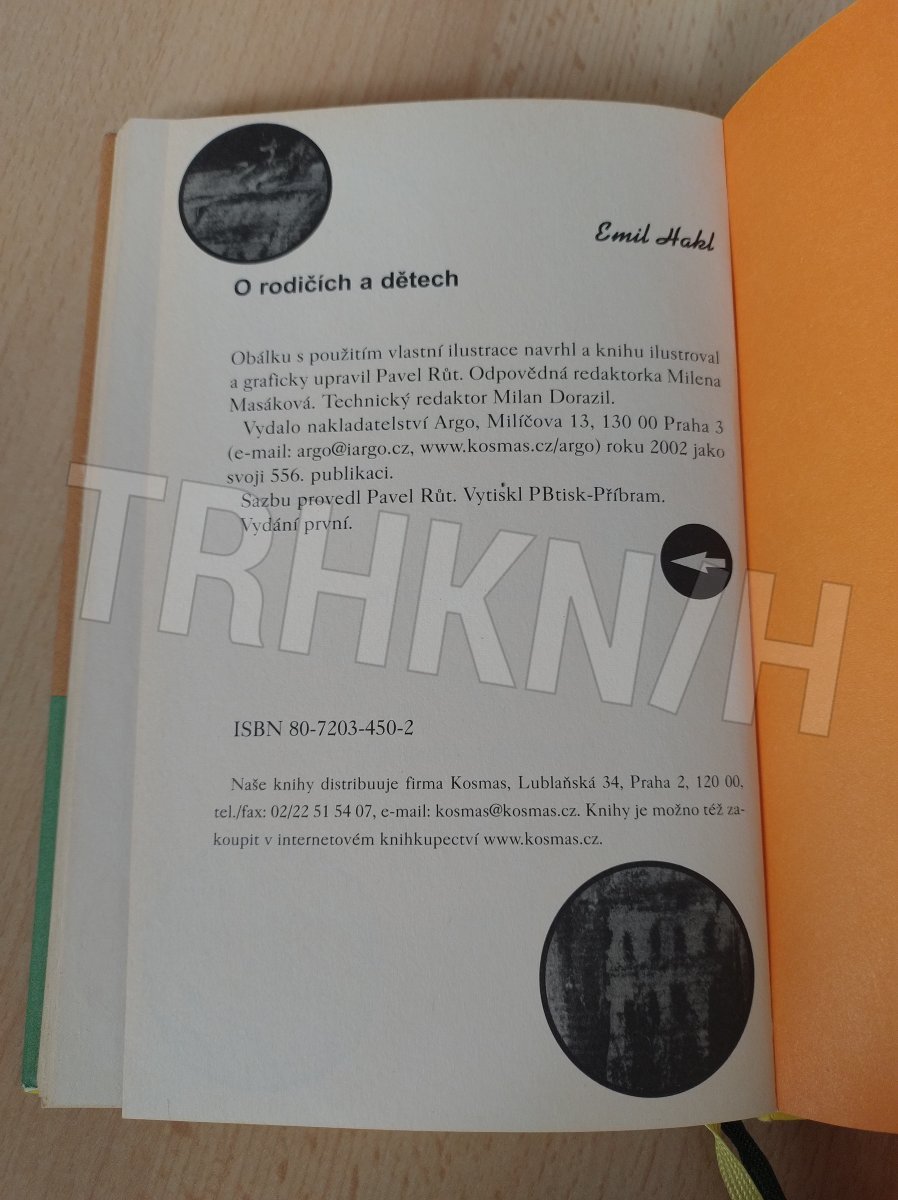 Emil Hakl
O rodičích a dětech
Obálku s použitím vlastní ilustrace navrhl a knihu ilustroval
a graficky upravil Pavel Růt. Odpovědná redaktorka Milena
Masáková. Technický redaktor Milan Dorazil.
Vydalo nakladatelství Argo, Milíčova 13, 130 00 Praha 3
(e-mail: argo@iargo.cz, www.kosmas.cz/argo) roku 2002 jako
svoji 556. publikaci.
Sazbu provedl Pavel Růt. Vytiskl PBtisk-Příbram.
Vydání první.
TRHKNIH
ISBN 80-7203-450-2
Naše knihy distribuuje firma Kosmas, Lublaňská 34, Praha 2, 120 00,
tel./fax: 02/22 51 54 07, e-mail: kosmas@kosmas.cz. Knihy je možno též za-
koupit v internetovém knihkupectví www.kosmas.cz.